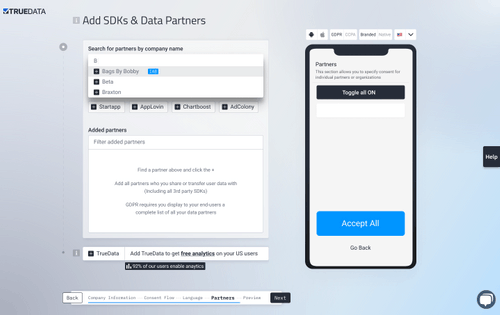 TRUEDATA
Add SDKs & Data Partners
Search for partners by company name
B
Bags By Bobby
Beta
Braxton
Startapp
AppLovin
Chartboost
AdColony
Added partners
Filter added partners
Find a partner above and click the +
Add all partners who you share or transfer user data with
(including all 3rd party SDKs)
GDPR requires you display to your end-users a
complete list of all your data partners
TrueData
Add TrueData to get free analytics on your US users
92% of our users enable anaytics
Back
Company Information
Consent Flow
Language
Partners
Preview
Next
GDPR
CCPA
Branded
Home
Partners
This section allows you to specify consent for
individual partners or organizations
Toggle all ON
Accept All
Go Back
Help